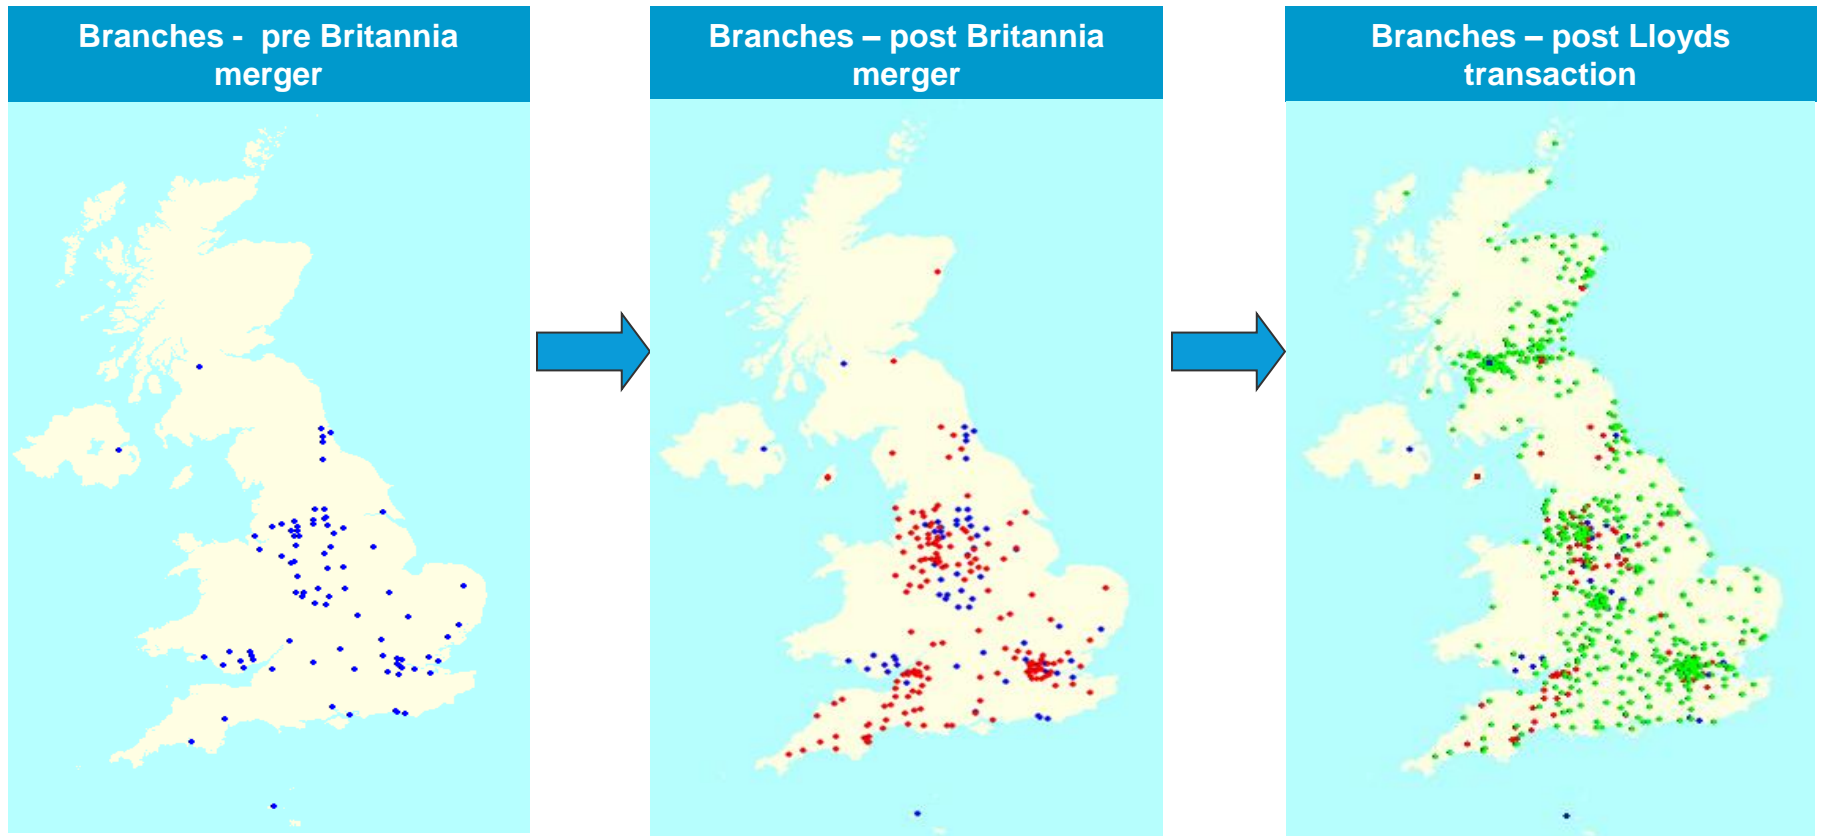 Branches - pre Britannia
merger
Branches – post Britannia
merger
Branches – post Lloyds
transaction